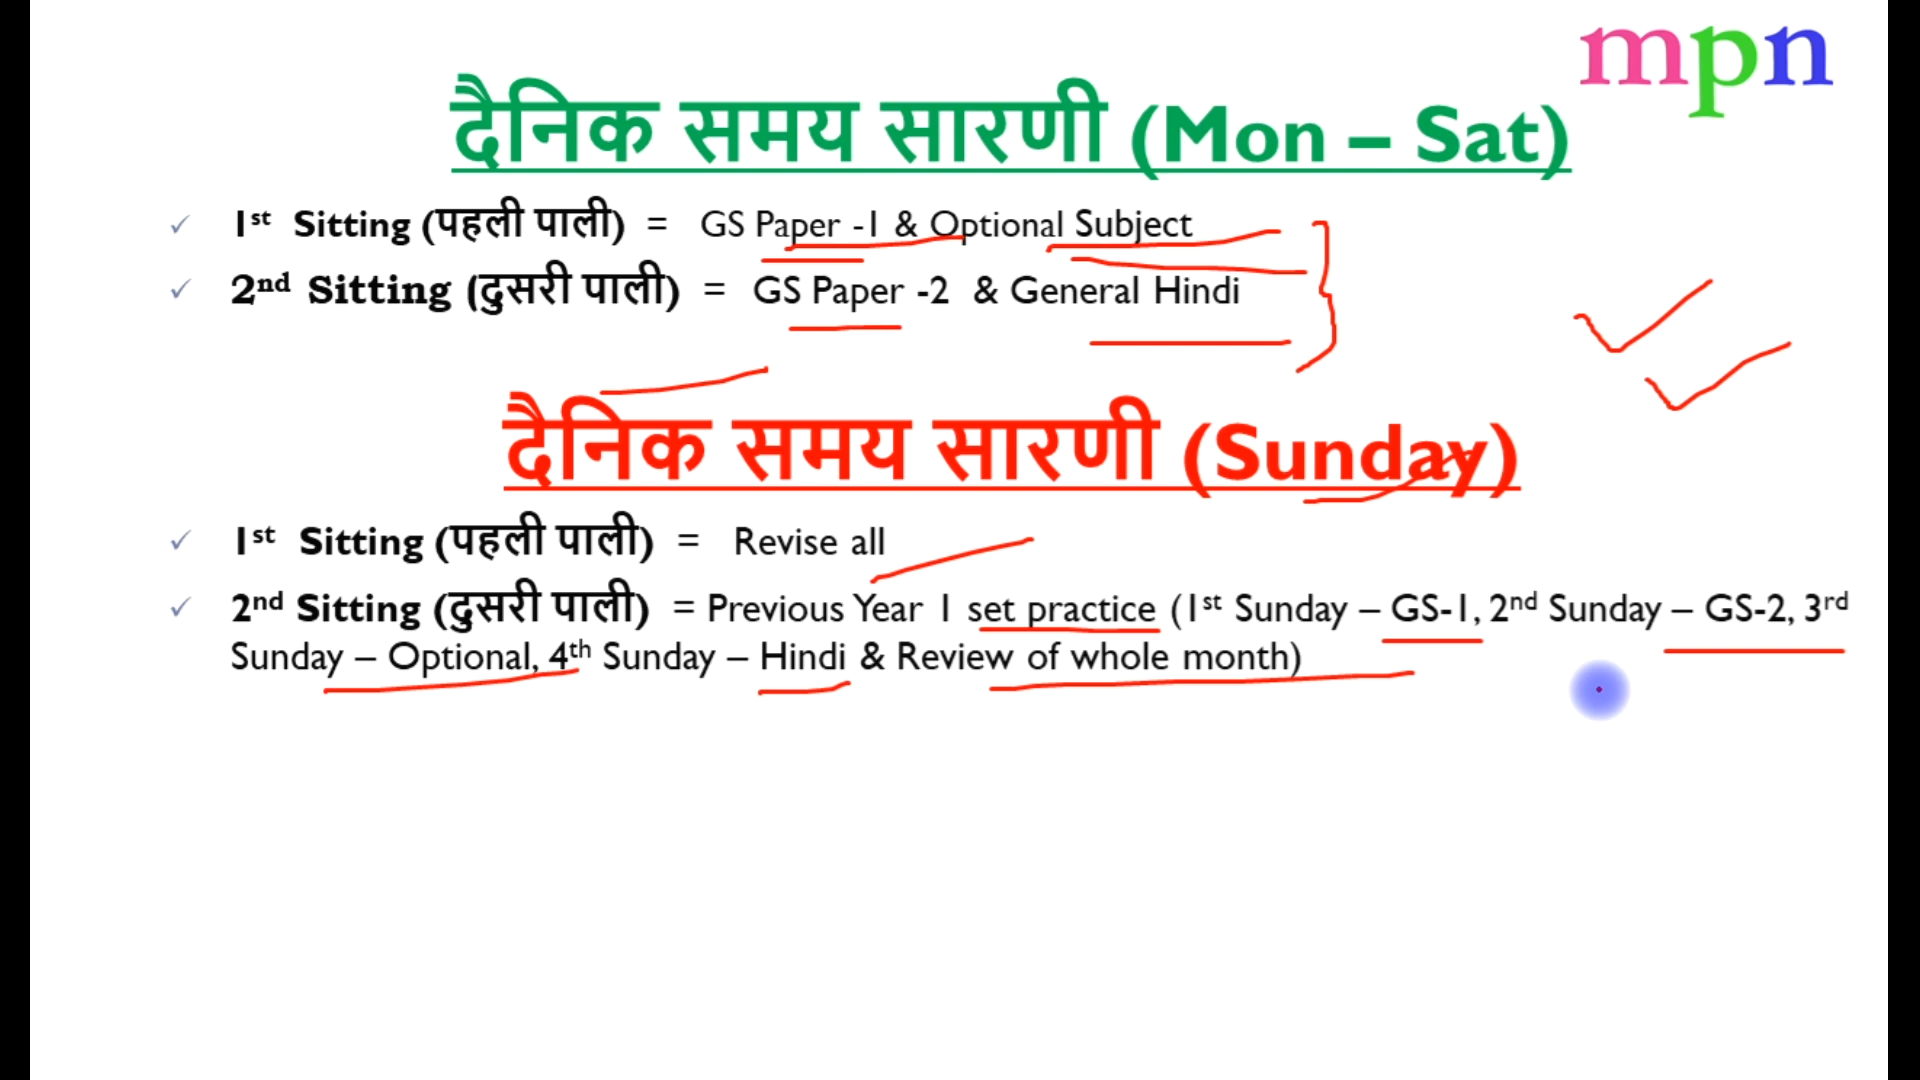 mpn
दैनिक समय सारणी (Mon – Sat)
✓ 1st Sitting (पहली पाली) = GS Paper -1 & Optional Subject
✓ 2nd Sitting (दुसरी पाली) = GS Paper -2 & General Hindi
दैनिक समय सारणी (Sunday)
✓ 1st Sitting (पहली पाली) = Revise all
✓ 2nd Sitting (दुसरी पाली) = Previous Year 1 set practice (1st Sunday – GS-1, 2nd Sunday – GS-2, 3rd
Sunday – Optional, 4th Sunday – Hindi & Review of whole month)